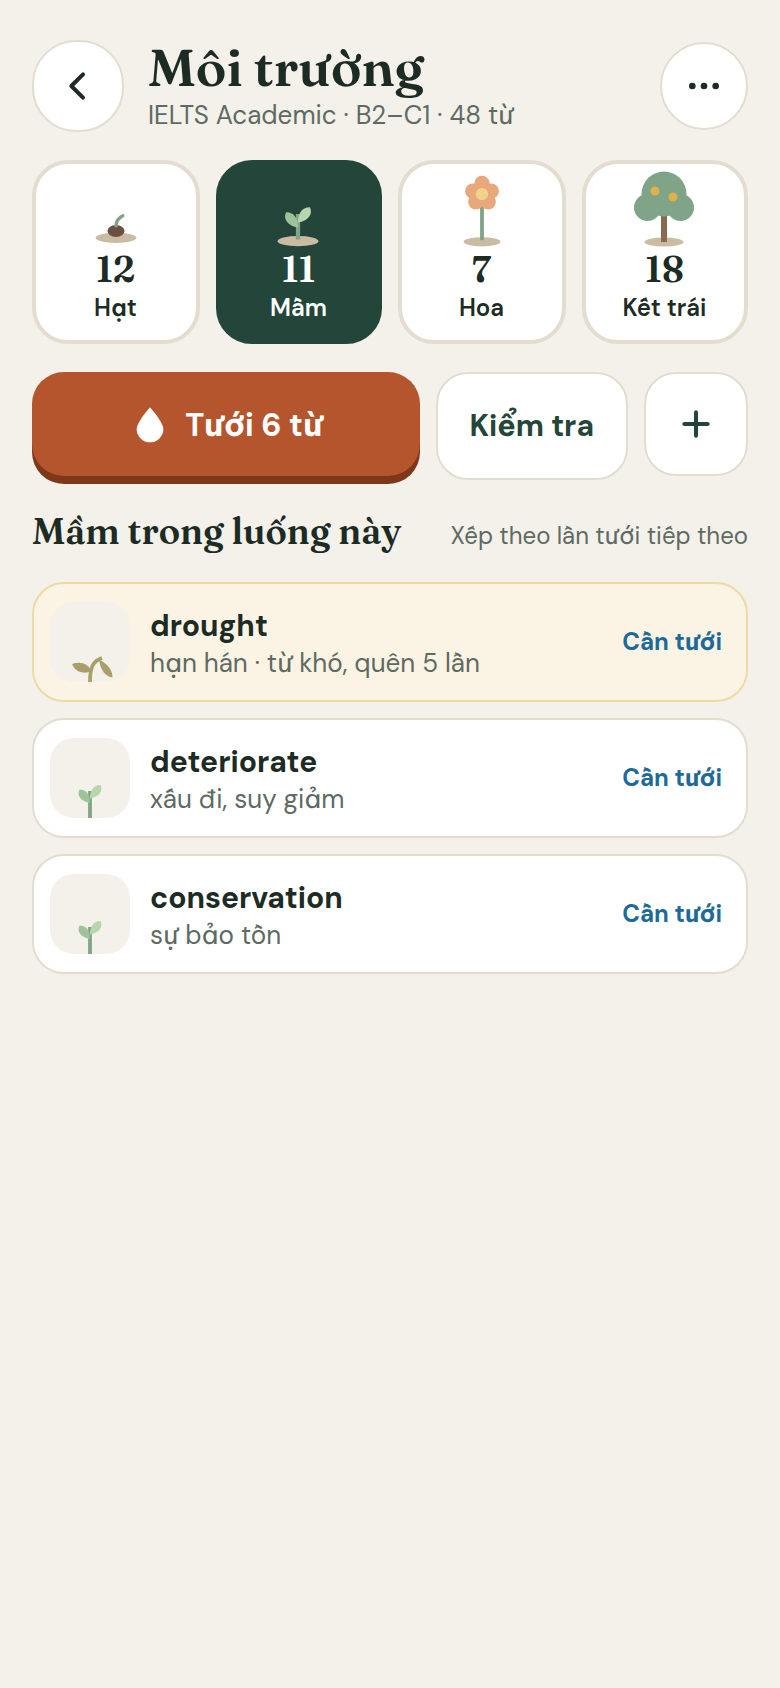 Môi trường
IELTS Academic · B2–C1 · 48 từ
12
Hạt
11
Mầm
7
Hoa
18
Kết trái
Tưới 6 từ
Kiểm tra
Mầm trong luống này
Xếp theo lần tưới tiếp theo
drought
hạn hán · từ khó, quên 5 lần
Cần tưới
deteriorate
xấu đi, suy giảm
Cần tưới
conservation
sự bảo tồn
Cần tưới